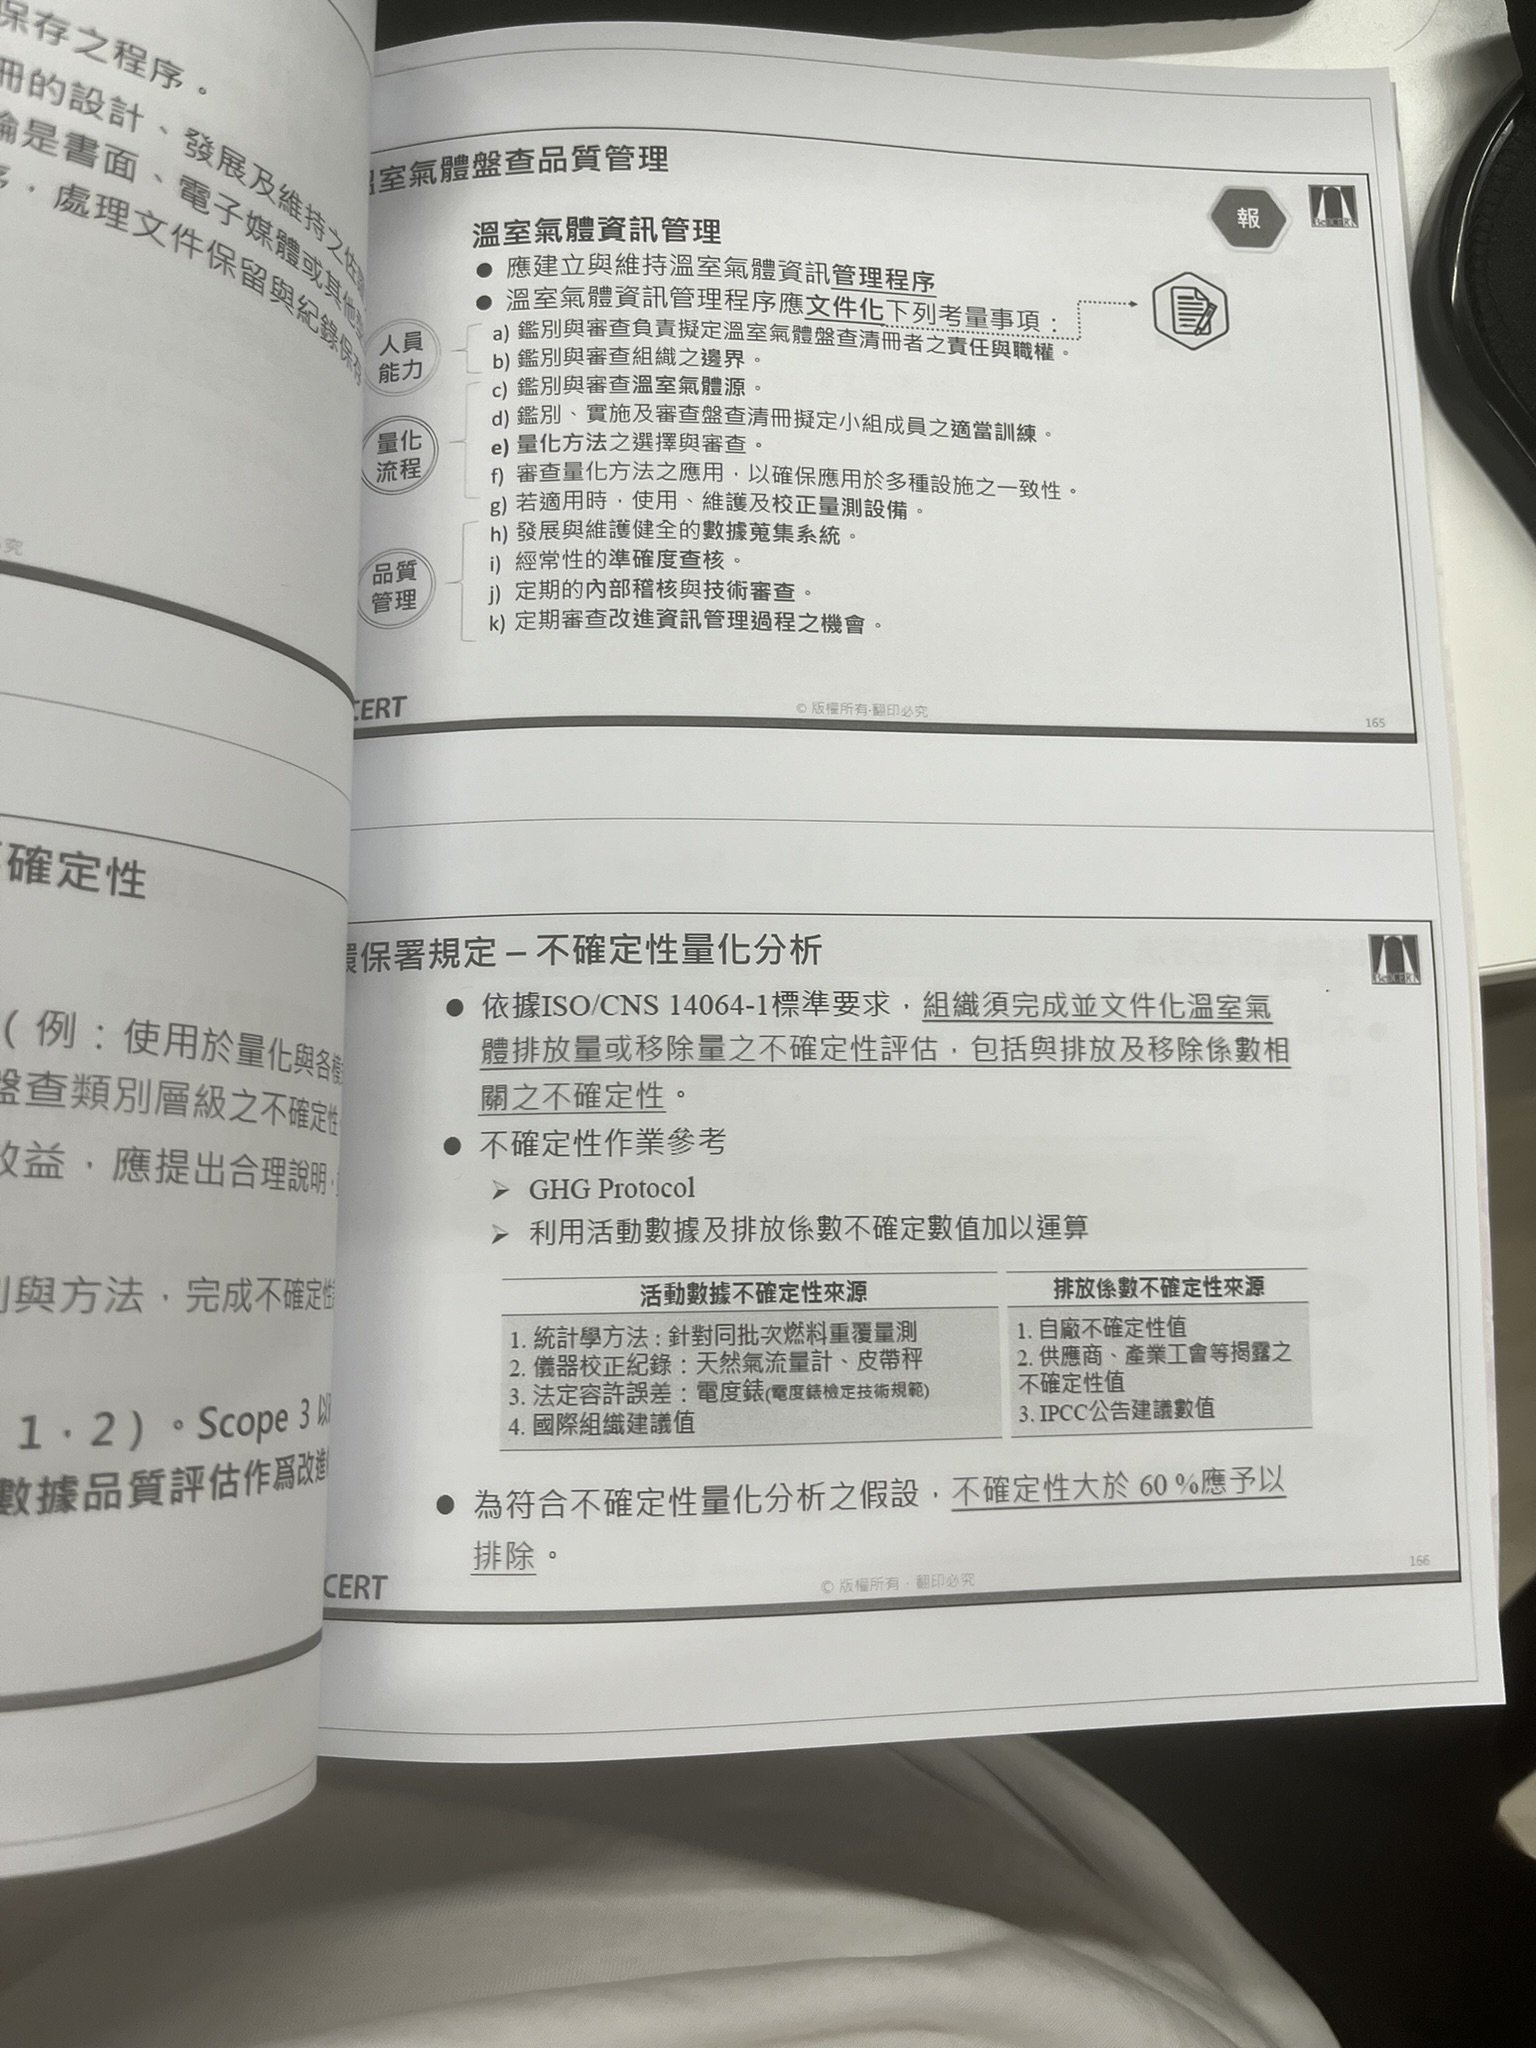 保存之程序。
冊的設計、發展及維持之佐
論是書面、電子媒體或其他
序,處理文件保留與紀錄保存
究
確定性
(例:使用於量化與各種
盤查類別層級之不確定性
效益,應提出合理說明,
別與方法,完成不確定性
1,2)。Scope 3 以
數據品質評估作爲改進
溫室氣體盤查品質管理
報
BelCERT
溫室氣體資訊管理
● 應建立與維持溫室氣體資訊管理程序
● 溫室氣體資訊管理程序應文件化下列考量事項:
人員
能力
a) 鑑別與審查負責擬定溫室氣體盤查清冊者之責任與職權。
b) 鑑別與審查組織之邊界。
量化
流程
c) 鑑別與審查溫室氣體源。
d) 鑑別、實施及審查盤查清冊擬定小組成員之適當訓練。
e) 量化方法之選擇與審查。
f) 審查量化方法之應用,以確保應用於多種設施之一致性。
g) 若適用時,使用、維護及校正量測設備。
品質
管理
h) 發展與維護健全的數據蒐集系統。
i) 經常性的準確度查核。
j) 定期的內部稽核與技術審查。
k) 定期審查改進資訊管理過程之機會。
CERT
© 版權所有‧翻印必究
165
環保署規定 – 不確定性量化分析
BelCERT
● 依據ISO/CNS 14064-1標準要求,組織須完成並文件化溫室氣
體排放量或移除量之不確定性評估,包括與排放及移除係數相
關之不確定性。
● 不確定性作業參考
➢ GHG Protocol
➢ 利用活動數據及排放係數不確定數值加以運算
活動數據不確定性來源
1. 統計學方法:針對同批次燃料重覆量測
2. 儀器校正紀錄:天然氣流量計、皮帶秤
3. 法定容許誤差:電度錶(電度錶檢定技術規範)
4. 國際組織建議值
排放係數不確定性來源
1. 自廠不確定性值
2. 供應商、產業工會等揭露之
不確定性值
3. IPCC公告建議數值
● 為符合不確定性量化分析之假設,不確定性大於 60 %應予以
排除。
CERT
© 版權所有‧翻印必究
166